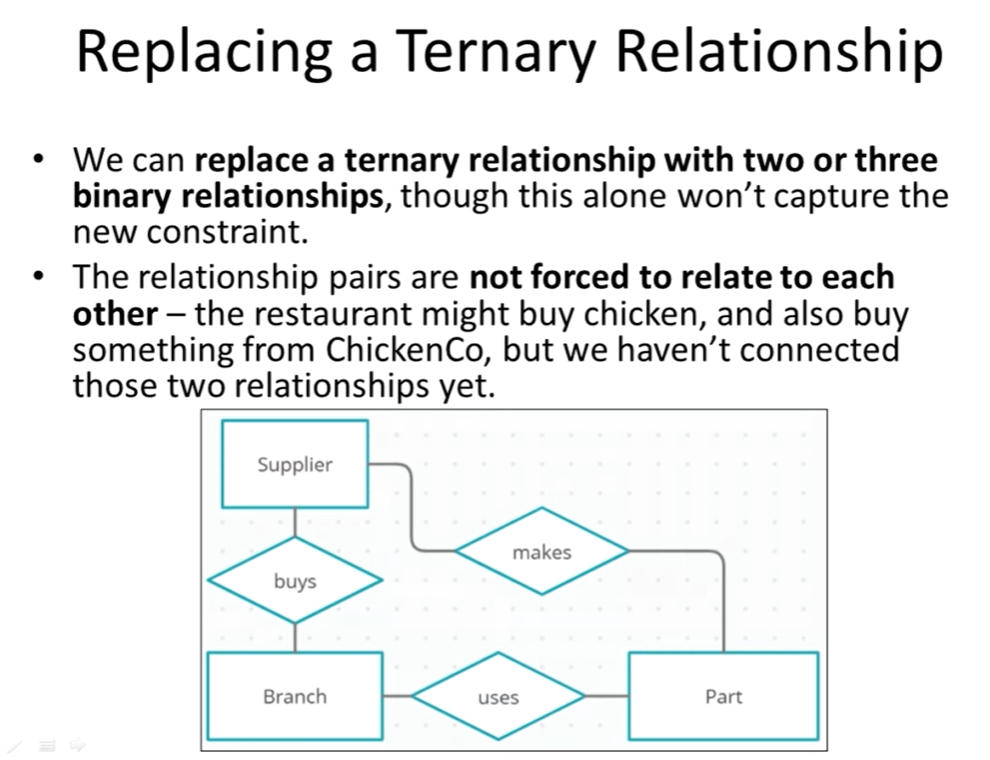 Replacing a Ternary Relationship
• We can replace a ternary relationship with two or three
binary relationships, though this alone won't capture the
new constraint.
• The relationship pairs are not forced to relate to each
other – the restaurant might buy chicken, and also buy
something from ChickenCo, but we haven't connected
those two relationships yet.
Supplier
makes
buys
Branch
uses
Part